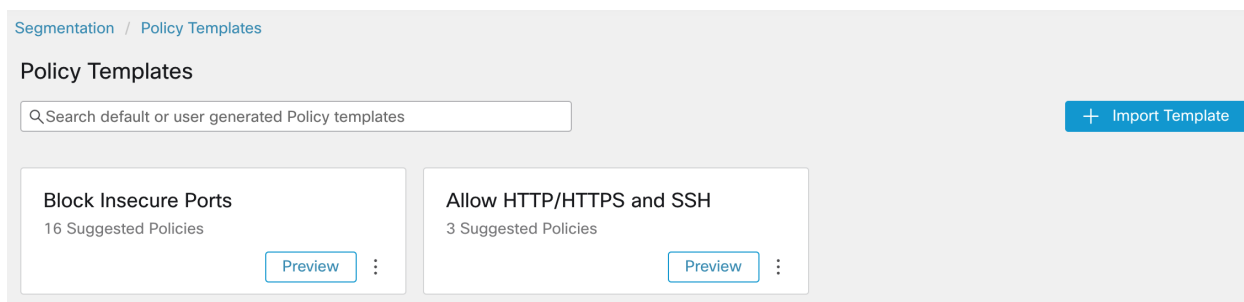 Segmentation / Policy Templates
Policy Templates
Search default or user generated Policy templates
+ Import Template
Block Insecure Ports
16 Suggested Policies
Preview
Allow HTTP/HTTPS and SSH
3 Suggested Policies
Preview